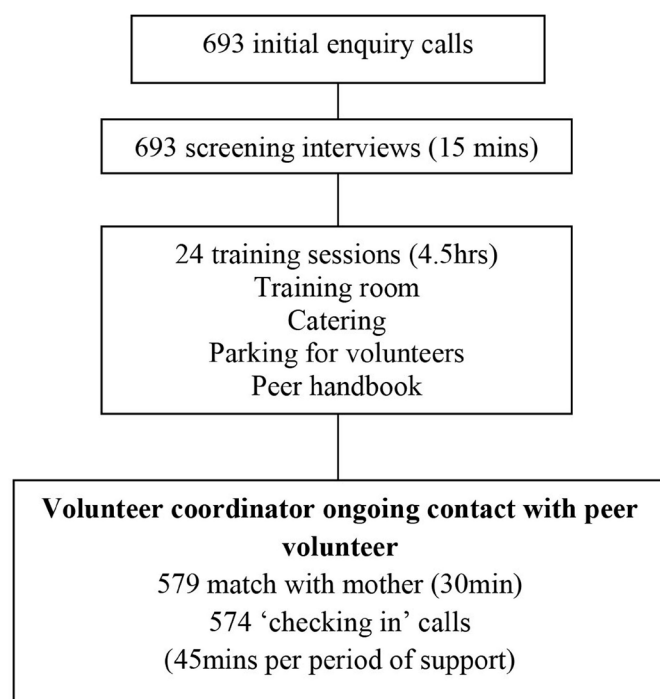 693 initial enquiry calls
693 screening interviews (15 mins)
24 training sessions (4.5hrs)
Training room
Catering
Parking for volunteers
Peer handbook
Volunteer coordinator ongoing contact with peer
volunteer
579 match with mother (30min)
574 ‘checking in’ calls
(45mins per period of support)